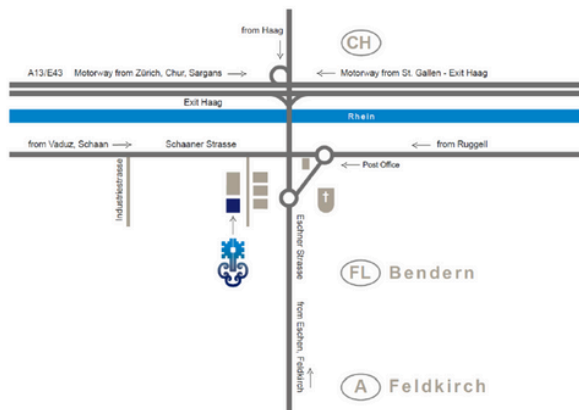 from Haag
CH
A13/E43 Motorway from Zürich, Chur, Sargans
Motorway from St. Gallen - Exit Haag
Exit Haag
Rhein
from Vaduz, Schaan
Schaaner Strasse
from Ruggell
Post Office
Industriestrasse
Eschner Strasse
FL Bendern
from Eschen, Feldkirch
A Feldkirch